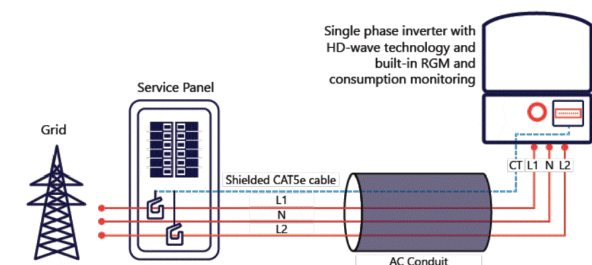 Single phase inverter with
HD-wave technology and
built-in RGM and
consumption monitoring
Service Panel
Grid
CT L1 N L2
Shielded CAT5e cable
L1
N
L2
AC Conduit